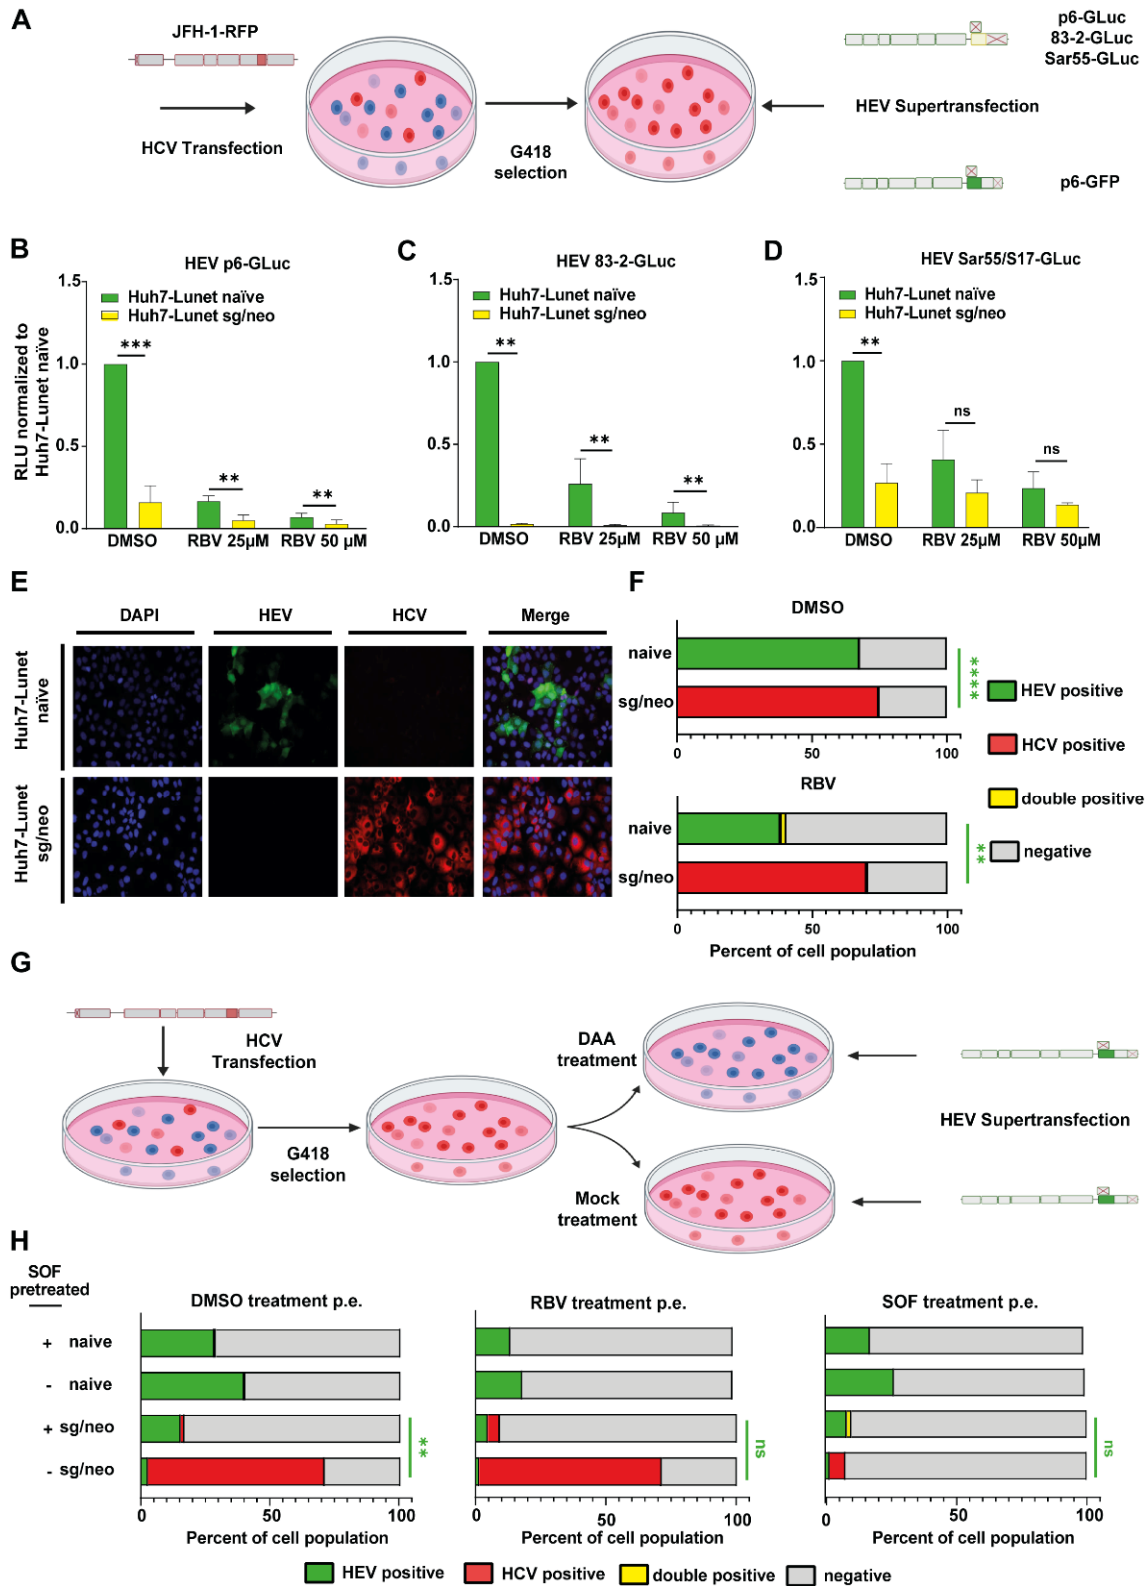 A
JFH-1-RFP
HCV Transfection
G418
selection
p6-GLuc
83-2-GLuc
Sar55-GLuc
HEV Supertransfection
p6-GFP
B
HEV p6-GLuc
RLU normalized to
Huh7-Lunet naïve
1.5
1.0
0.5
0.0
Huh7-Lunet naïve
Huh7-Lunet sg/neo
***
**
**
DMSO
RBV 25µM
RBV 50 µM
C
HEV 83-2-GLuc
1.5
1.0
0.5
0.0
Huh7-Lunet naïve
Huh7-Lunet sg/neo
**
**
**
DMSO
RBV 25µM
RBV 50 µM
D
HEV Sar55/S17-GLuc
1.5
1.0
0.5
0.0
Huh7-Lunet naïve
Huh7-Lunet sg/neo
**
ns
ns
DMSO
RBV 25µM
RBV 50µM
E
DAPI
HEV
HCV
Merge
Huh7-Lunet
naïve
Huh7-Lunet
sg/neo
F
DMSO
naive
sg/neo
****
0
50
100
RBV
naive
sg/neo
**
0
50
100
Percent of cell population
HEV positive
HCV positive
double positive
negative
G
HCV
Transfection
G418
selection
DAA
treatment
Mock
treatment
HEV Supertransfection
H
SOF
pretreated
DMSO treatment p.e.
+ naive
- naive
+ sg/neo
- sg/neo
**
0
50
100
Percent of cell population
RBV treatment p.e.
ns
0
50
100
Percent of cell population
SOF treatment p.e.
ns
0
50
100
Percent of cell population
HEV positive
HCV positive
double positive
negative